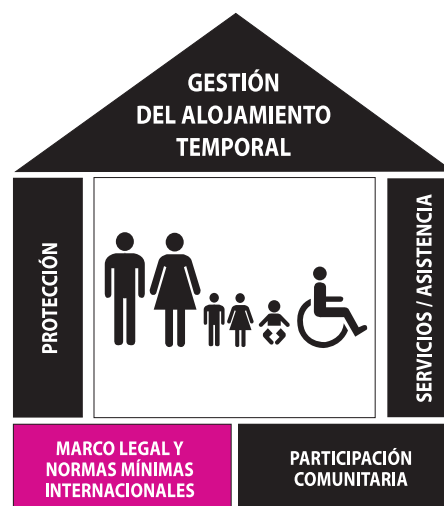 GESTIÓN
DEL ALOJAMIENTO
TEMPORAL
PROTECCIÓN
SERVICIOS / ASISTENCIA
MARCO LEGAL Y
NORMAS MÍNIMAS
INTERNACIONALES
PARTICIPACIÓN
COMUNITARIA